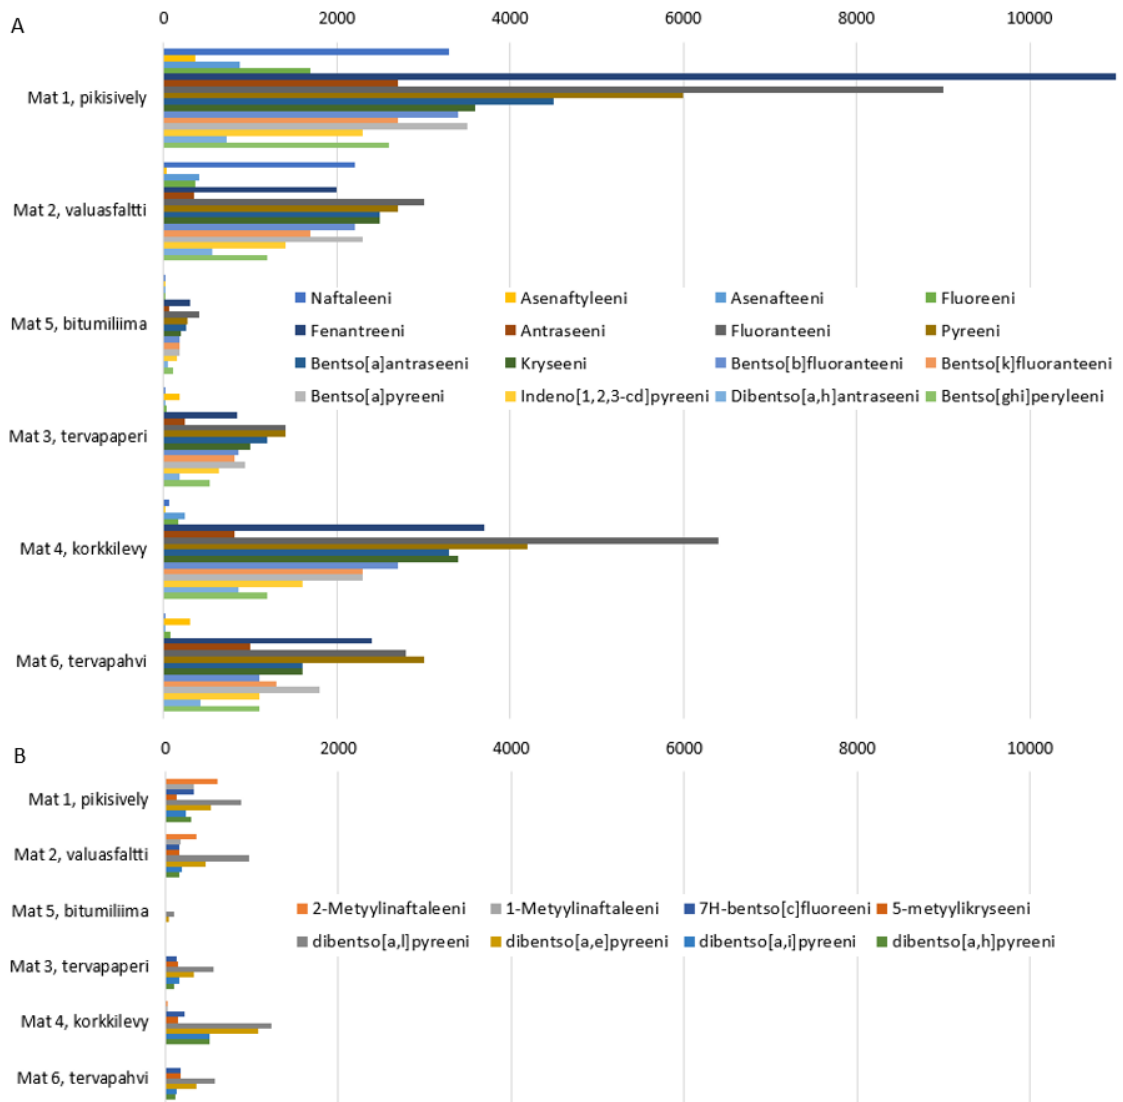 A
0 2000 4000 6000 8000 10000
Mat 1, pikisively
Mat 2, valuasfaltti
Mat 5, bitumiliima
Naftaleeni Asenaftyleeni Asenafteeni Fluoreeni
Fenantreeni Antraseeni Fluoranteeni Pyreeni
Bentso[a]antraseeni Kryseeni Bentso[b]fluoranteeni Bentso[k]fluoranteeni
Bentso[a]pyreeni Indeno[1,2,3-cd]pyreeni Dibentso[a,h]antraseeni Bentso[ghi]peryleeni
Mat 3, tervapaperi
Mat 4, korkkilevy
Mat 6, tervapahvi
B
0 2000 4000 6000 8000 10000
Mat 1, pikisively
Mat 2, valuasfaltti
Mat 5, bitumiliima
2-Metyylinaftaleeni 1-Metyylinaftaleeni 7H-bentso[c]fluoreeni 5-metyylikryseeni
dibentso[a,l]pyreeni dibentso[a,e]pyreeni dibentso[a,i]pyreeni dibentso[a,h]pyreeni
Mat 3, tervapaperi
Mat 4, korkkilevy
Mat 6, tervapahvi